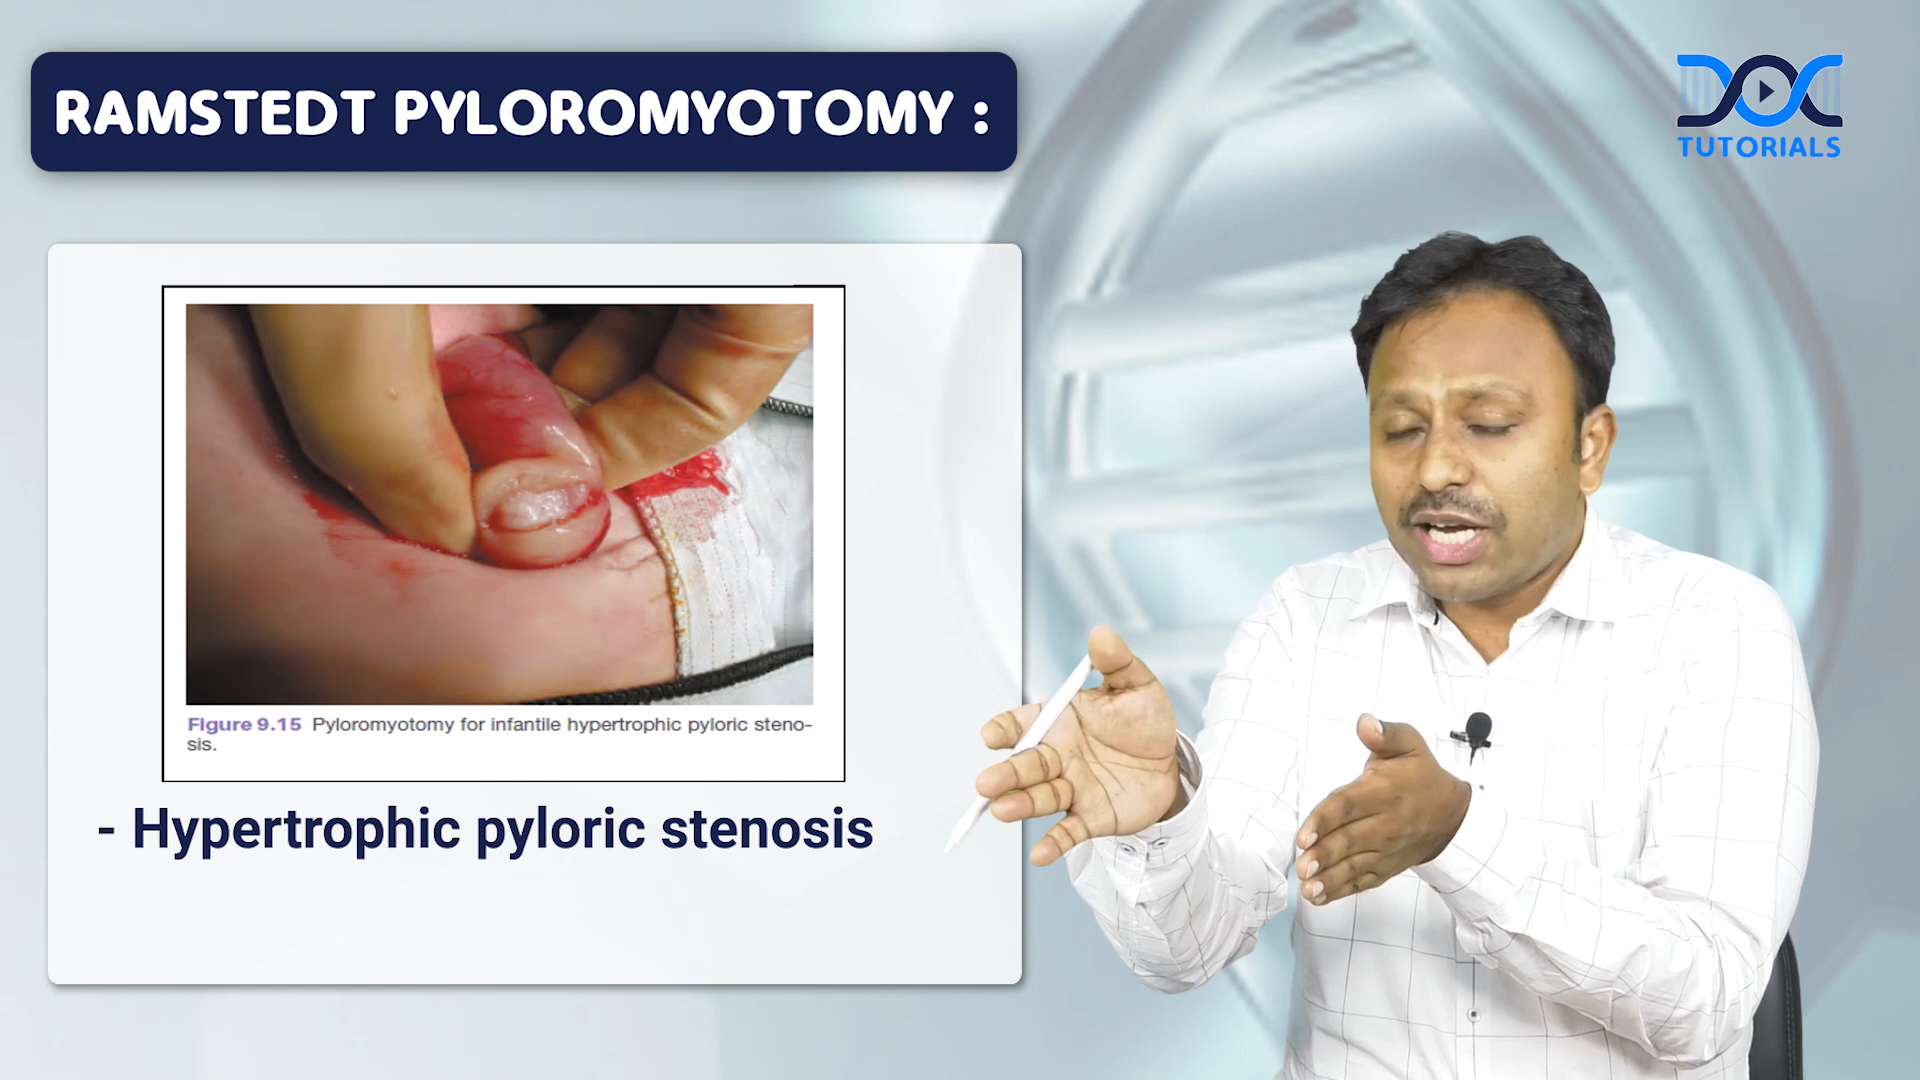 RAMSTEDT PYLOROMYOTOMY :
DOC
TUTORIALS
Figure 9.15 Pyloromyotomy for infantile hypertrophic pyloric steno-
sis.
- Hypertrophic pyloric stenosis